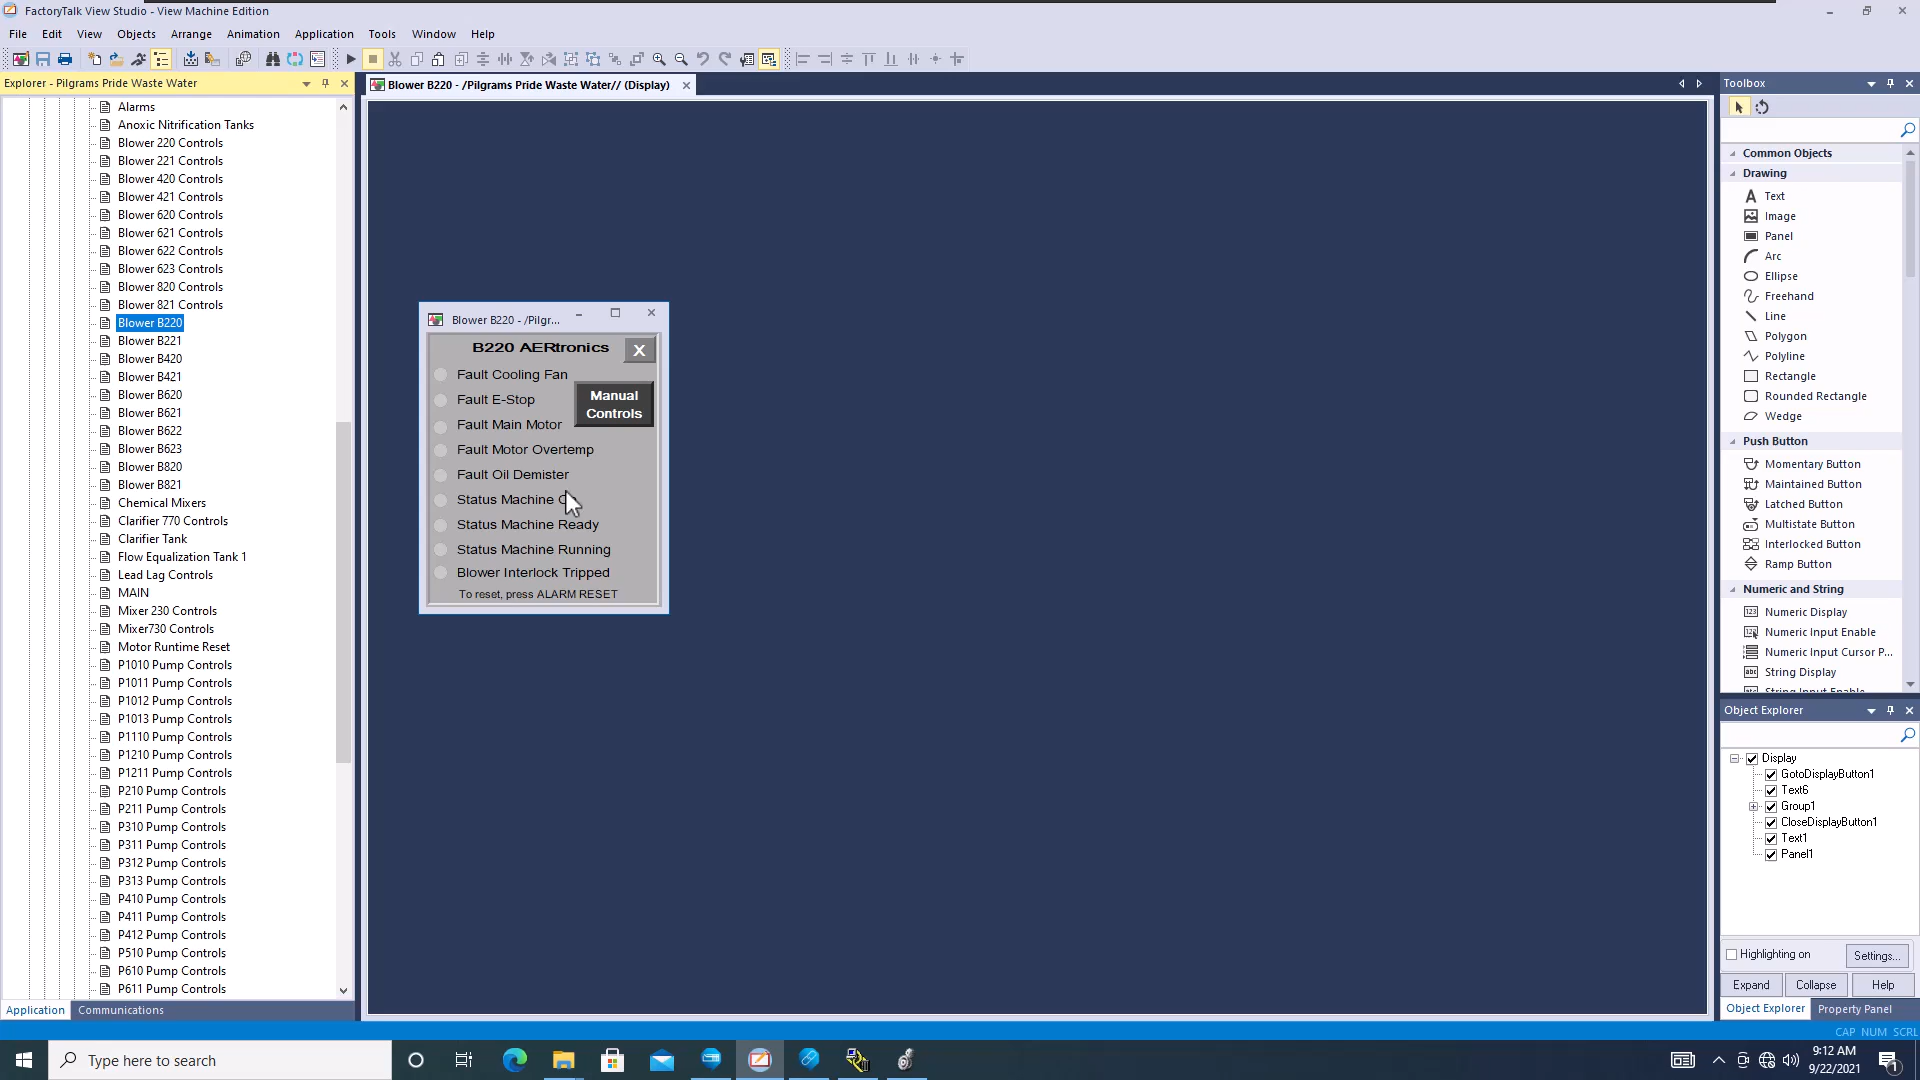 FactoryTalk View Studio - View Machine Edition
File Edit View Objects Arrange Animation Application Tools Window Help
Explorer - Pilgrams Pride Waste Water
Alarms
Anoxic Nitrification Tanks
Blower 220 Controls
Blower 221 Controls
Blower 420 Controls
Blower 421 Controls
Blower 620 Controls
Blower 621 Controls
Blower 622 Controls
Blower 623 Controls
Blower 820 Controls
Blower 821 Controls
Blower B220
Blower B221
Blower B420
Blower B421
Blower B620
Blower B621
Blower B622
Blower B623
Blower B820
Blower B821
Chemical Mixers
Clarifier 770 Controls
Clarifier Tank
Flow Equalization Tank 1
Lead Lag Controls
MAIN
Mixer 230 Controls
Mixer730 Controls
Motor Runtime Reset
P1010 Pump Controls
P1011 Pump Controls
P1012 Pump Controls
P1013 Pump Controls
P1110 Pump Controls
P1210 Pump Controls
P1211 Pump Controls
P210 Pump Controls
P211 Pump Controls
P310 Pump Controls
P311 Pump Controls
P312 Pump Controls
P313 Pump Controls
P410 Pump Controls
P411 Pump Controls
P412 Pump Controls
P510 Pump Controls
P610 Pump Controls
P611 Pump Controls
Application Communications
Blower B220 - /Pilgrams Pride Waste Water// (Display)
Blower B220 - /Pilgr...
B220 AERtronics X
Fault Cooling Fan
Manual
Controls
Fault E-Stop
Fault Main Motor
Fault Motor Overtemp
Fault Oil Demister
Status Machine
Status Machine Ready
Status Machine Running
Blower Interlock Tripped
To reset, press ALARM RESET
Toolbox
Common Objects
Drawing
Text
Image
Panel
Arc
Ellipse
Freehand
Line
Polygon
Polyline
Rectangle
Rounded Rectangle
Wedge
Push Button
Momentary Button
Maintained Button
Latched Button
Multistate Button
Interlocked Button
Ramp Button
Numeric and String
Numeric Display
Numeric Input Enable
Numeric Input Cursor P...
String Display
String Input Enable
Object Explorer
Display
GotoDisplayButton1
Text6
Group1
CloseDisplayButton1
Text1
Panel1
Highlighting on Settings...
Expand Collapse Help
Object Explorer Property Panel
CAP NUM SCRL
Type here to search
9:12 AM
9/22/2021